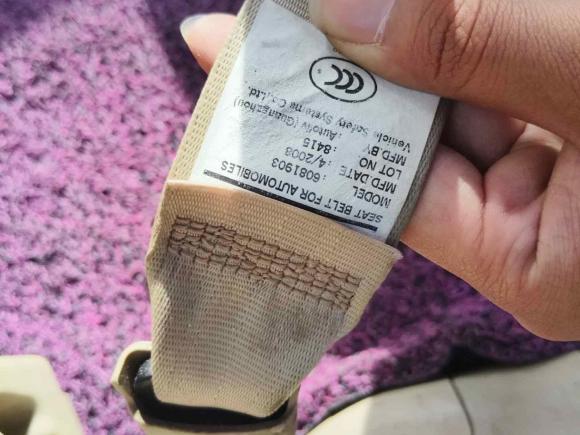 SEAT BELT FOR AUTOMOBILES
MODEL :6081903
MFD.DATE :4/2008
LOT NO :8415
MFD.BY :Autoliv (Guangzhou)
Vehicle Safety Systems Co.,Ltd.
CCC